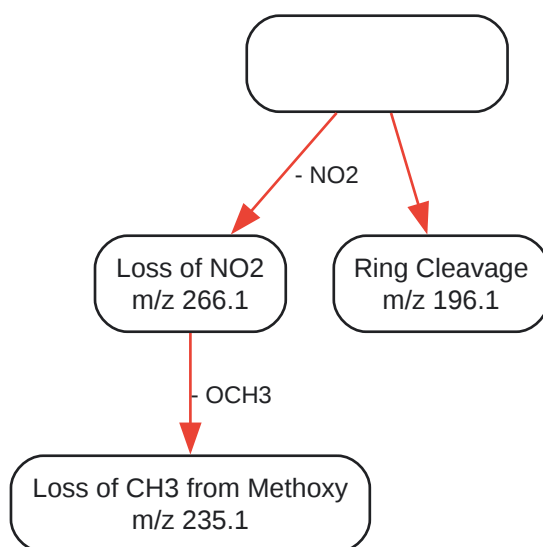 - NO2
Loss of NO2
m/z 266.1
Ring Cleavage
m/z 196.1
- OCH3
Loss of CH3 from Methoxy
m/z 235.1